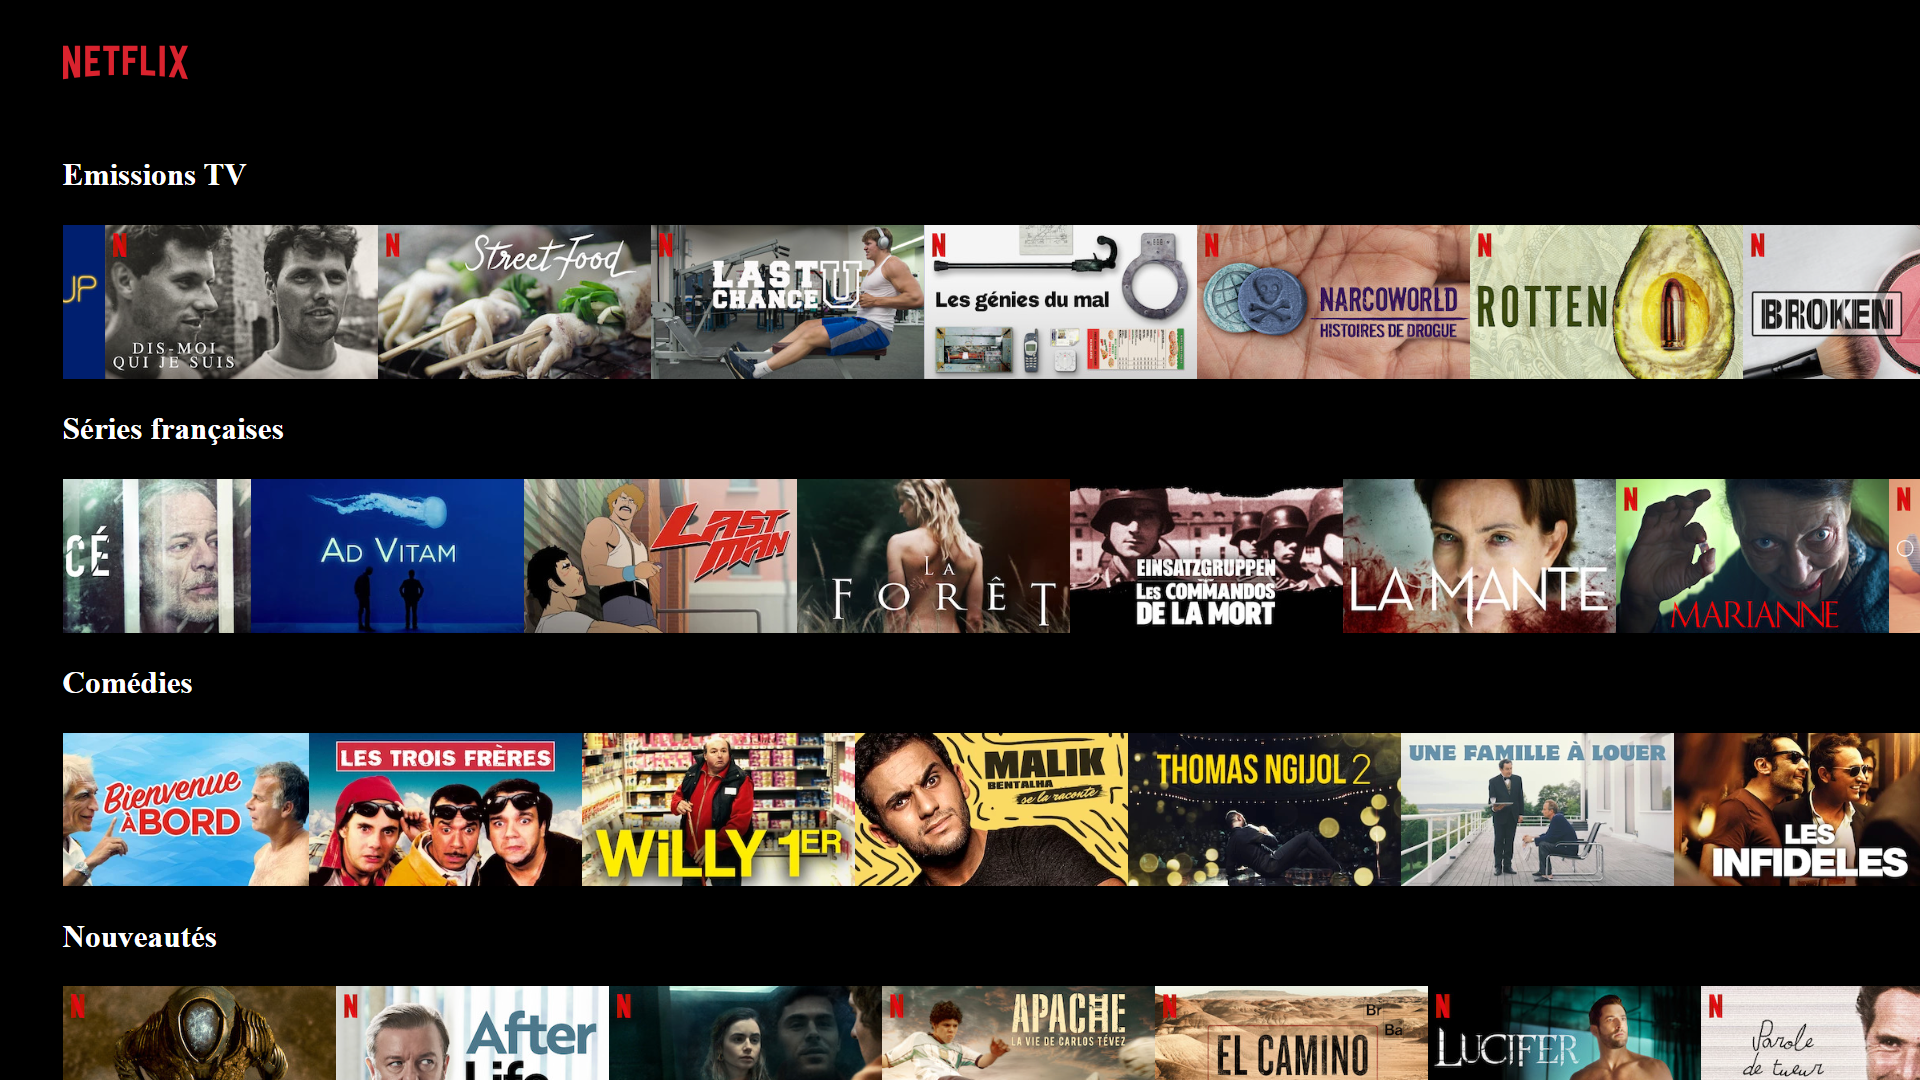 NETFLIX
Emissions TV
UP
DIS-MOI
QUI JE SUIS
Street Food
LAST
CHANCE U
Les génies du mal
NARCOWORLD
HISTOIRES DE DROGUE
ROTTEN
BROKEN
Séries françaises
CÉ
AD VITAM
LAST
MAN
LA
FORÊT
EINSATZGRUPPEN
LES COMMANDOS
DE LA MORT
LA MANTE
MARIANNE
Comédies
Bienvenue
À BORD
LES TROIS FRÈRES
WiLLY 1ER
MALIK
BENTALHA
se la raconte
THOMAS NGIJOL 2
UNE FAMILLE À LOUER
LES
INFIDELES
Nouveautés
After
Life
APACHE
LA VIE DE CARLOS TÉVEZ
Br
Ba
EL CAMINO
LUCIFER
Parole
de tueur